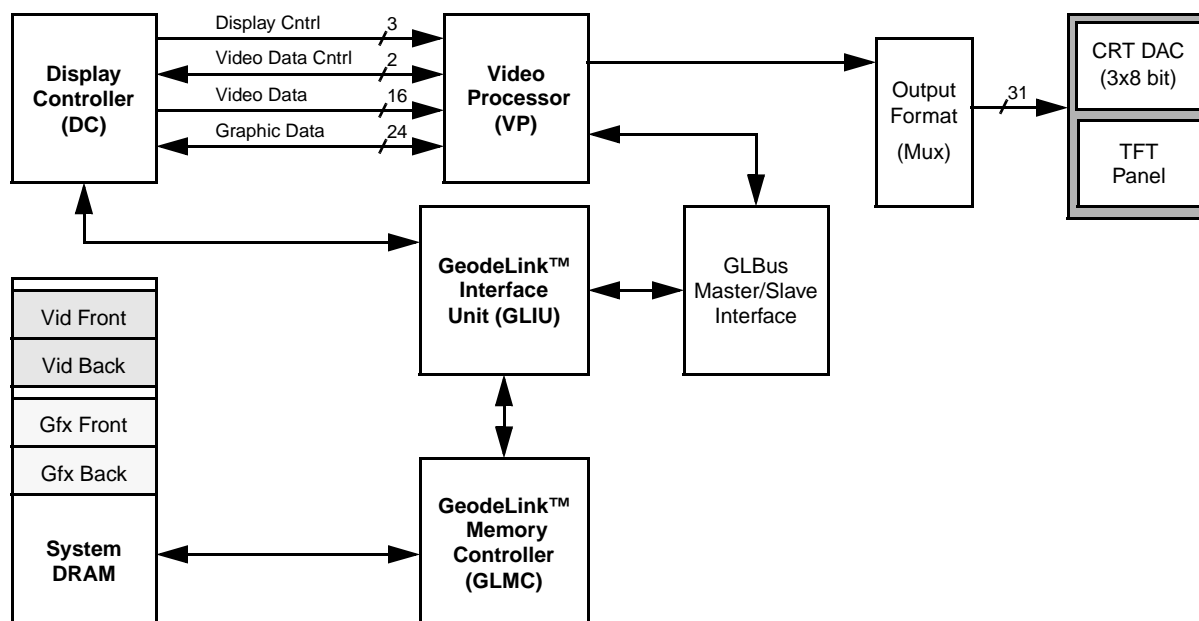 Display Cntrl
3
Video Data Cntrl
2
Video Data
16
Graphic Data
24
Display
Controller
(DC)
Video
Processor
(VP)
Output
Format
(Mux)
31
CRT DAC
(3x8 bit)
TFT
Panel
GeodeLink™
Interface
Unit (GLIU)
GLBus
Master/Slave
Interface
Vid Front
Vid Back
Gfx Front
Gfx Back
System
DRAM
GeodeLink™
Memory
Controller
(GLMC)